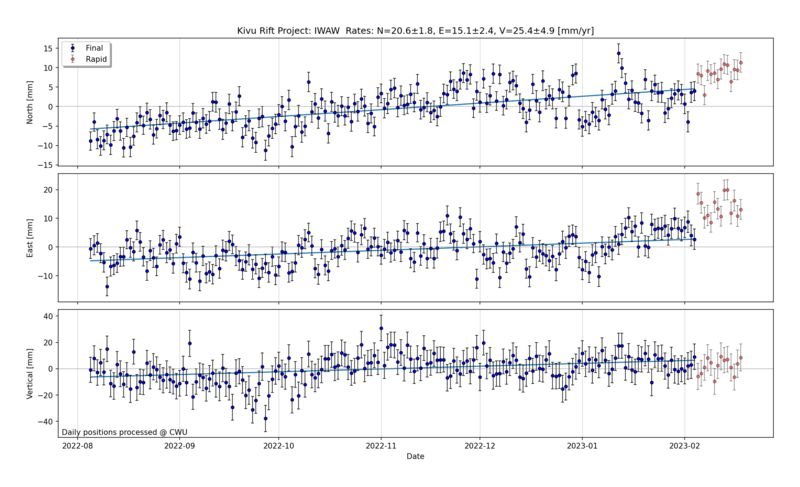 Kivu Rift Project: IWAW  Rates: N=20.6±1.8, E=15.1±2.4, V=25.4±4.9 [mm/yr]
Final
Rapid
North [mm]
15
10
5
0
−5
−10
−15
East [mm]
20
10
0
−10
Vertical [mm]
40
20
0
−20
−40
Daily positions processed @ CWU
2022-08 2022-09 2022-10 2022-11 2022-12 2023-01 2023-02
Date